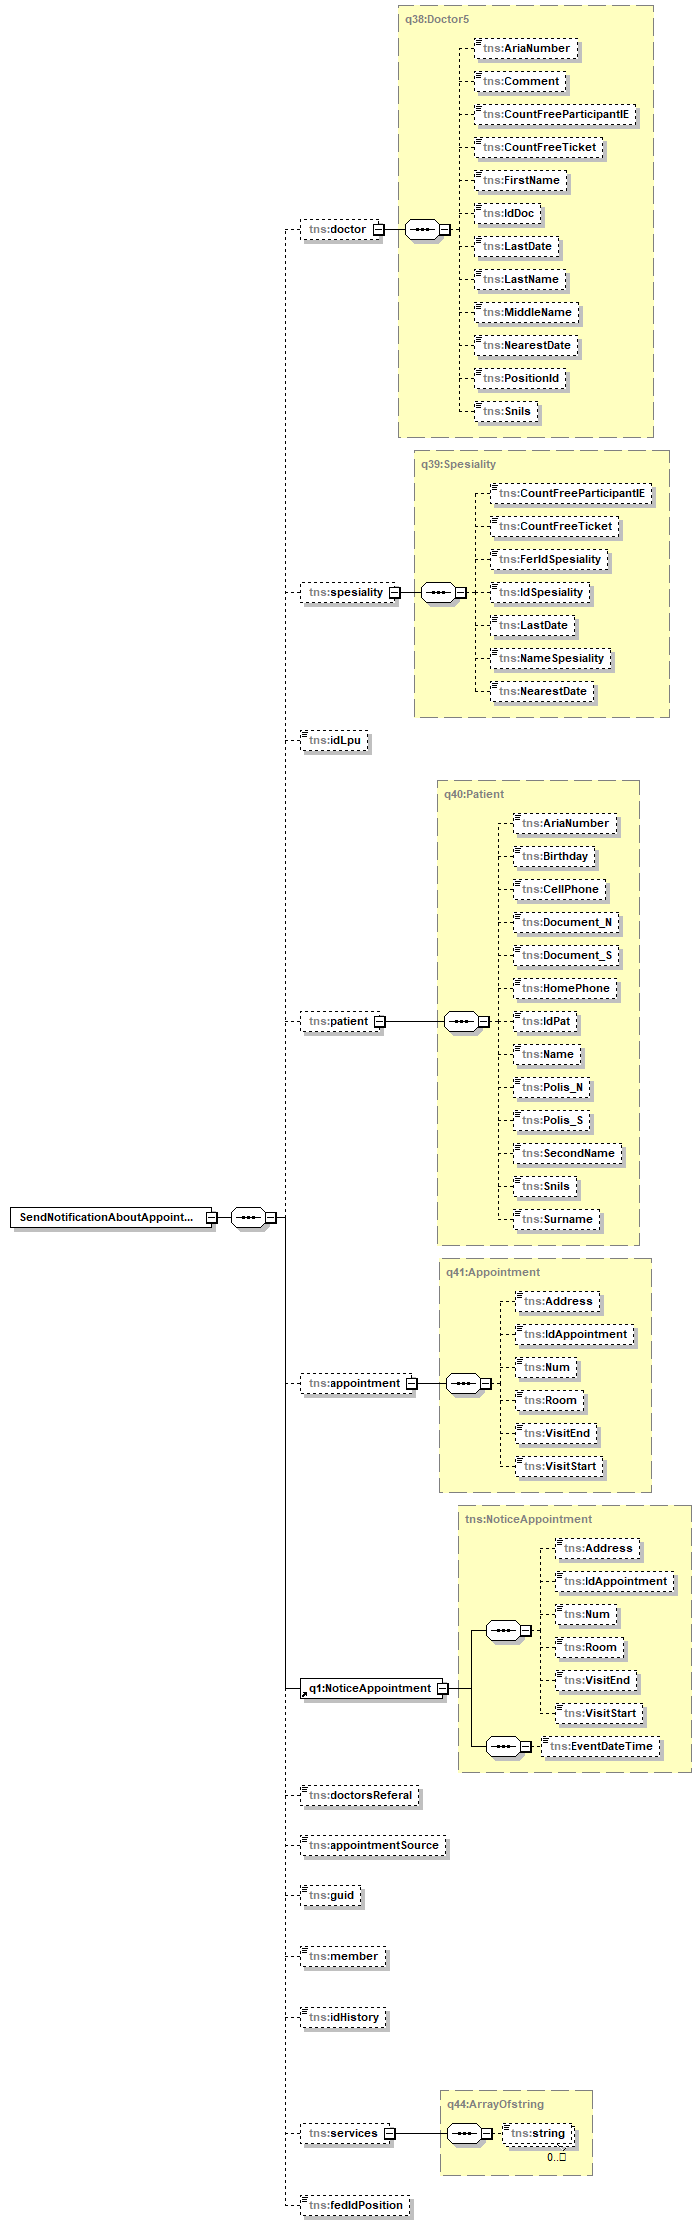 q38:Doctor5
tns:AriaNumber
tns:Comment
tns:CountFreeParticipantIE
tns:CountFreeTicket
tns:FirstName
tns:doctor
tns:IdDoc
tns:LastDate
tns:LastName
tns:MiddleName
tns:NearestDate
tns:PositionId
tns:Snils
q39:Spesiality
tns:CountFreeParticipantIE
tns:CountFreeTicket
tns:FerIdSpesiality
tns:spesiality
tns:IdSpesiality
tns:LastDate
tns:NameSpesiality
tns:NearestDate
tns:idLpu
q40:Patient
tns:AriaNumber
tns:Birthday
tns:CellPhone
tns:Document_N
tns:Document_S
tns:HomePhone
tns:patient
tns:IdPat
tns:Name
tns:Polis_N
tns:Polis_S
tns:SecondName
tns:Snils
tns:Surname
SendNotificationAboutAppoint...
q41:Appointment
tns:Address
tns:IdAppointment
tns:Num
tns:appointment
tns:Room
tns:VisitEnd
tns:VisitStart
tns:NoticeAppointment
tns:Address
tns:IdAppointment
tns:Num
tns:Room
tns:VisitEnd
q1:NoticeAppointment
tns:VisitStart
tns:EventDateTime
tns:doctorsReferal
tns:appointmentSource
tns:guid
tns:member
tns:idHistory
q44:ArrayOfstring
tns:services
tns:string
0..□
tns:fedIdPosition